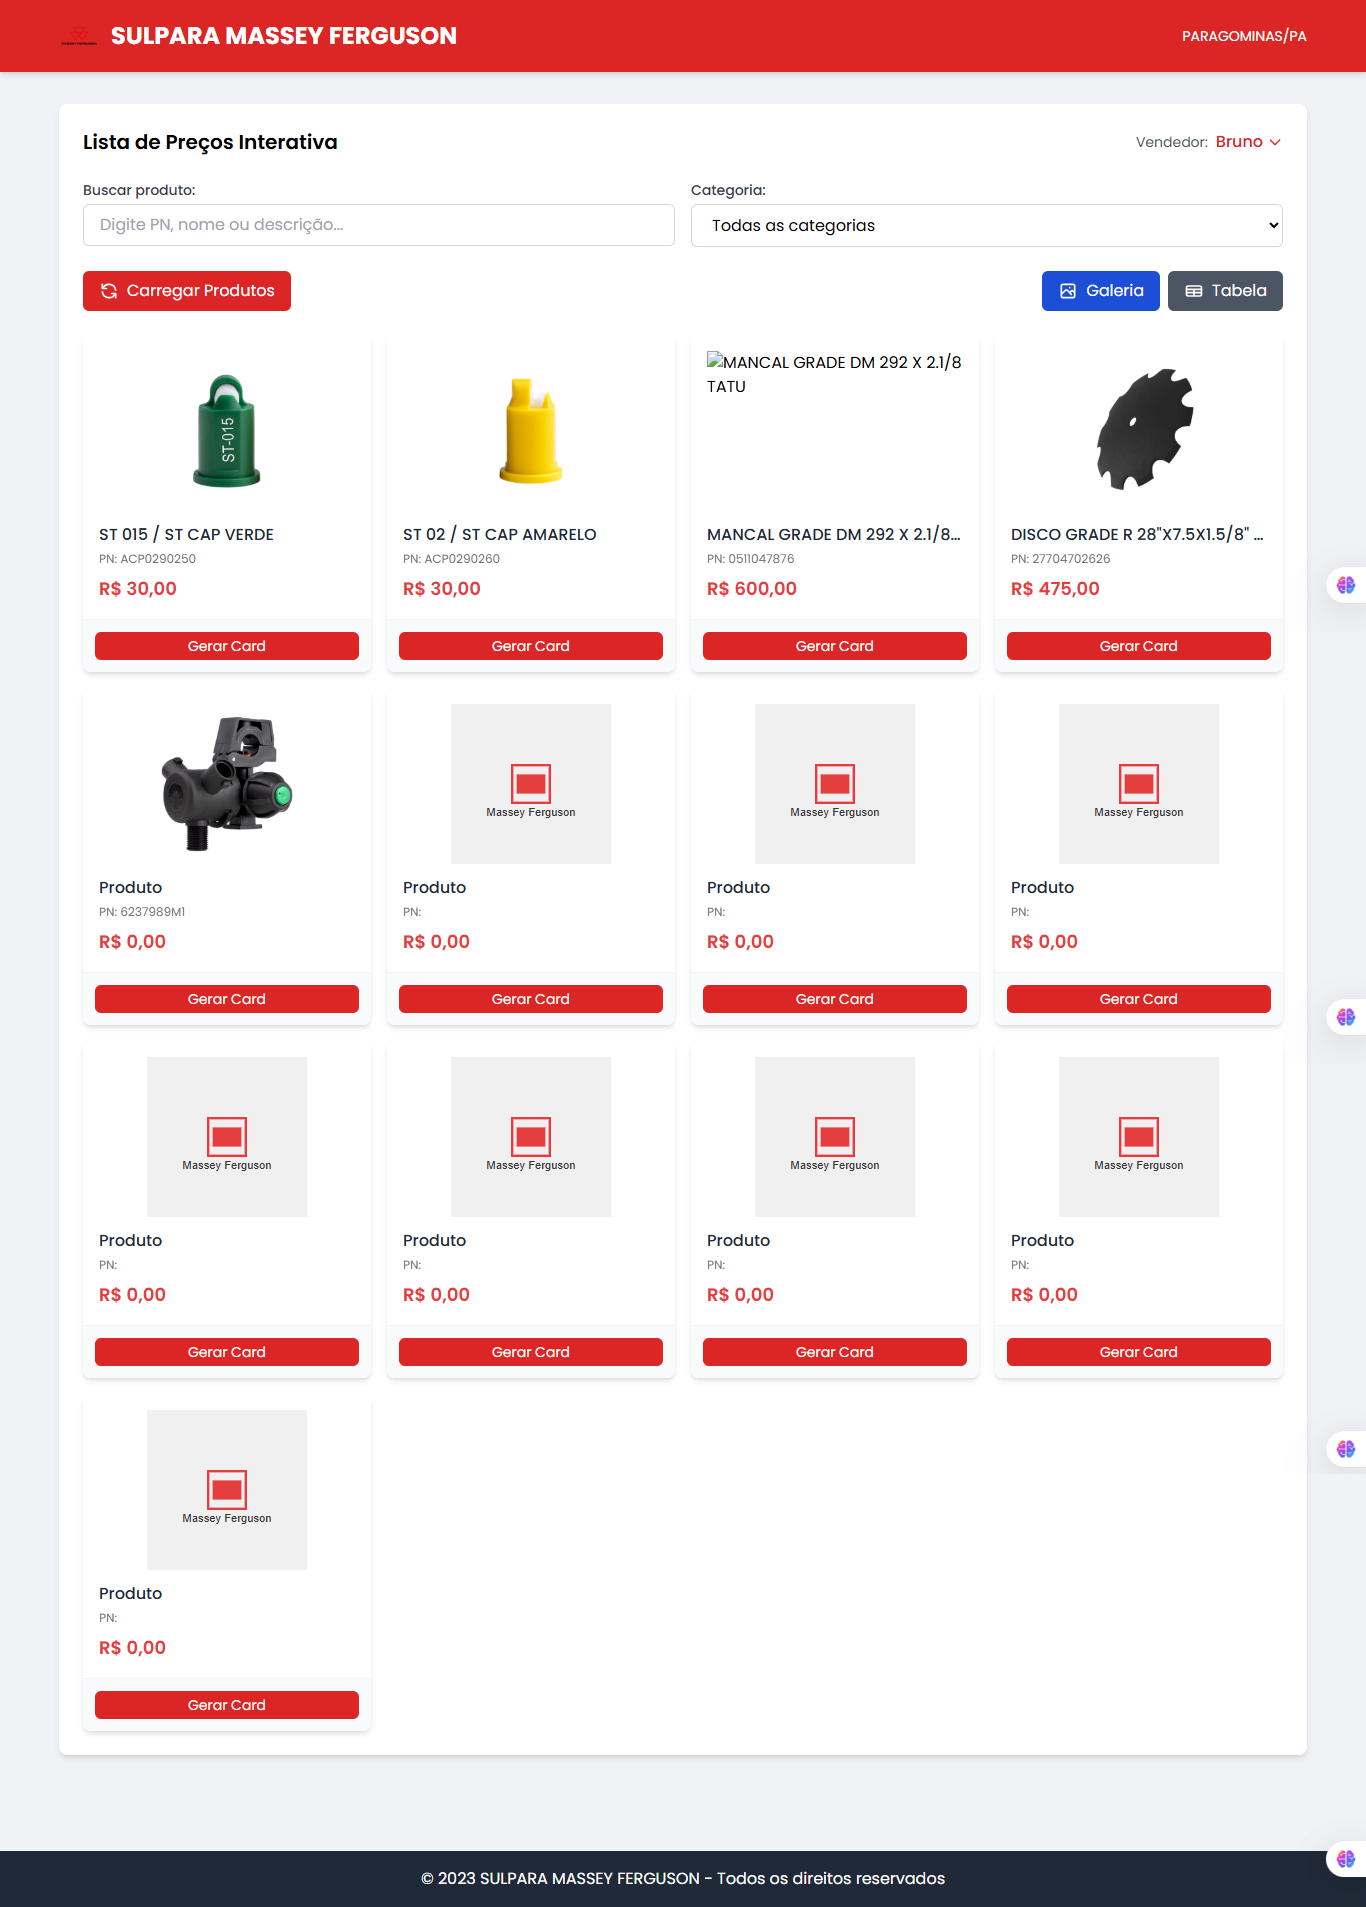 SULPARA MASSEY FERGUSON
PARAGOMINAS/PA
Lista de Preços Interativa
Vendedor: Bruno
Buscar produto:
Categoria:
Digite PN, nome ou descrição...
Todas as categorias
Carregar Produtos
Galeria
Tabela
ST-015
MANCAL GRADE DM 292 X 2.1/8
TATU
ST 015 / ST CAP VERDE
PN: ACP0290250
R$ 30,00
Gerar Card
ST 02 / ST CAP AMARELO
PN: ACP0290260
R$ 30,00
Gerar Card
MANCAL GRADE DM 292 X 2.1/8...
PN: 0511047876
R$ 600,00
Gerar Card
DISCO GRADE R 28"X7.5X1.5/8" ...
PN: 27704702626
R$ 475,00
Gerar Card
Produto
PN: 6237989M1
R$ 0,00
Gerar Card
Massey Ferguson
Produto
PN:
R$ 0,00
Gerar Card
Massey Ferguson
Produto
PN:
R$ 0,00
Gerar Card
Massey Ferguson
Produto
PN:
R$ 0,00
Gerar Card
Massey Ferguson
Produto
PN:
R$ 0,00
Gerar Card
Massey Ferguson
Produto
PN:
R$ 0,00
Gerar Card
Massey Ferguson
Produto
PN:
R$ 0,00
Gerar Card
Massey Ferguson
Produto
PN:
R$ 0,00
Gerar Card
Massey Ferguson
Produto
PN:
R$ 0,00
Gerar Card
© 2023 SULPARA MASSEY FERGUSON - Todos os direitos reservados